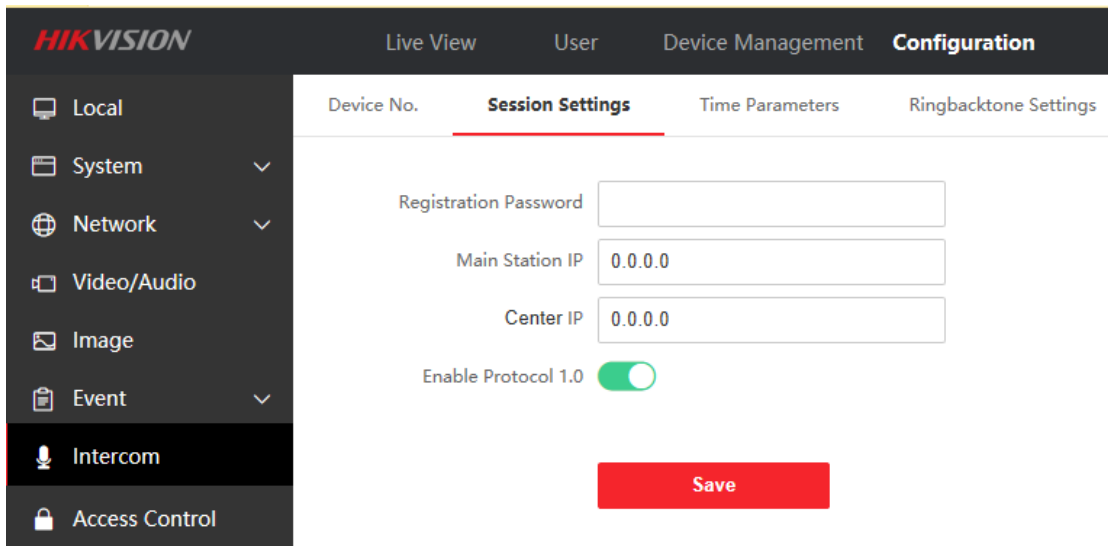 HIKVISION Live View User Device Management Configuration
Local
System
Network
Video/Audio
Image
Event
Intercom
Access Control
Device No. Session Settings Time Parameters Ringbacktone Settings
Registration Password
Main Station IP 0.0.0.0
Center IP 0.0.0.0
Enable Protocol 1.0
Save